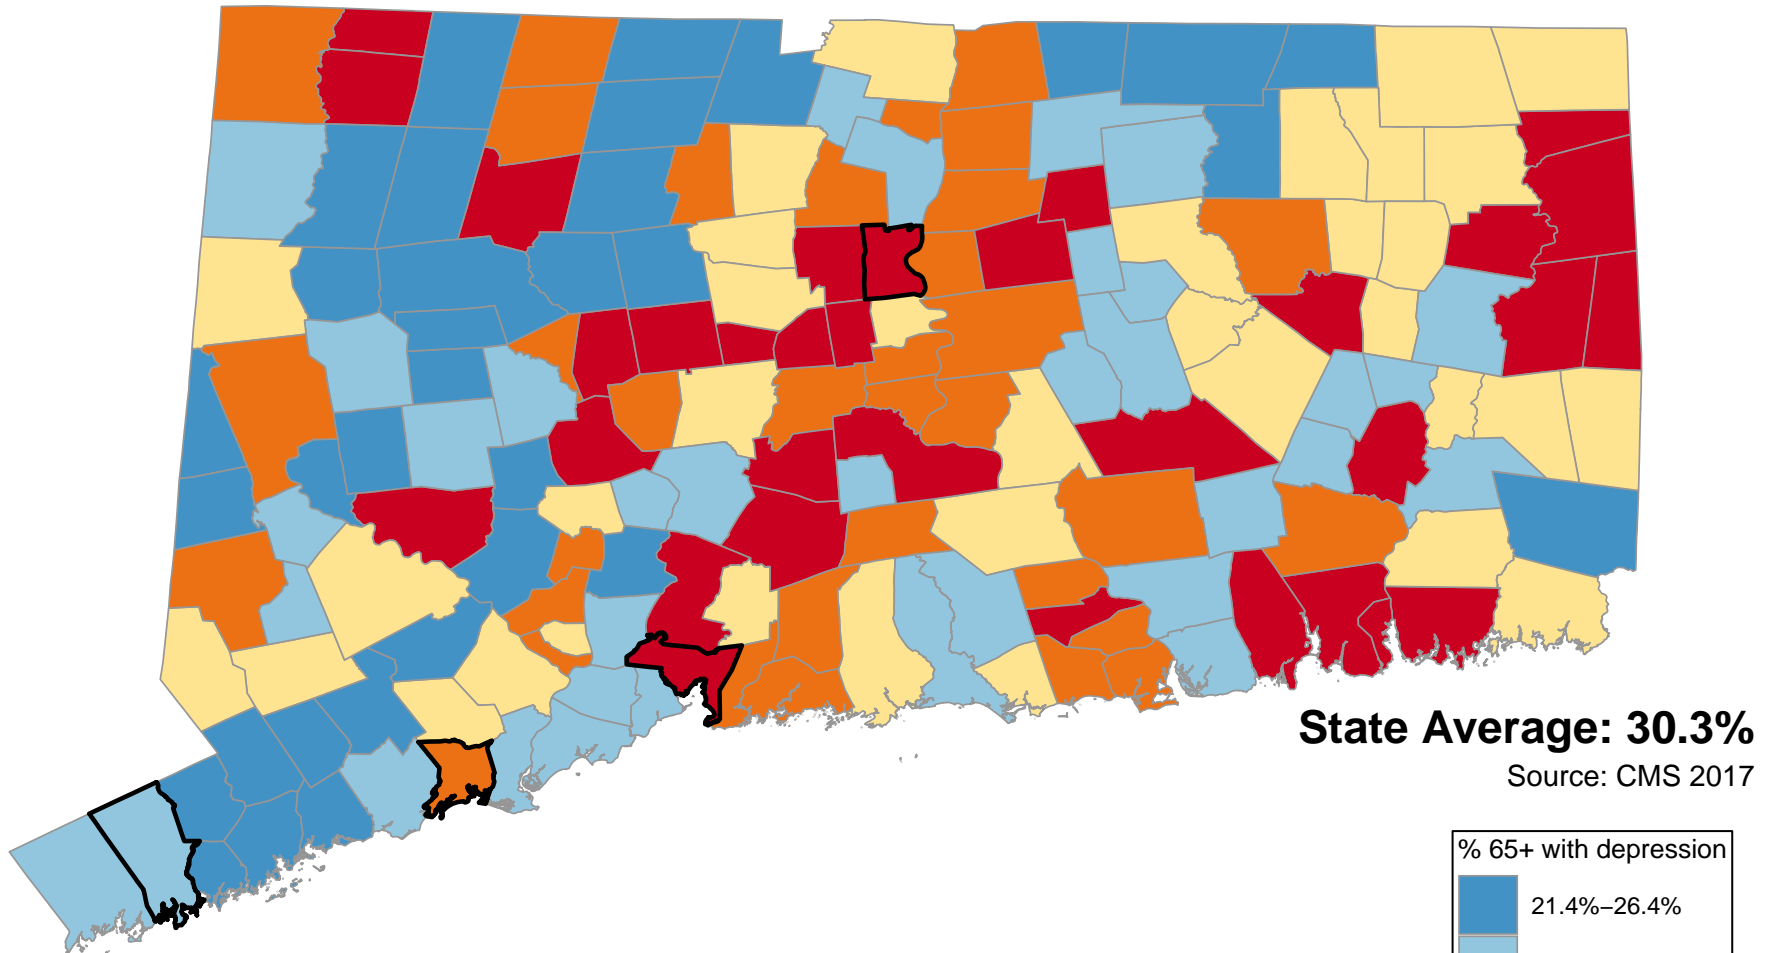 State Average: 30.3%
Source: CMS 2017
% 65+ with depression
21.4%–26.4%